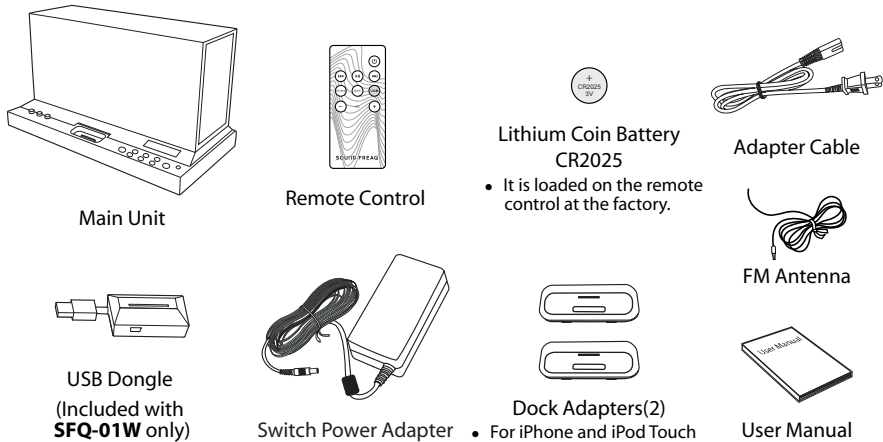 Main Unit
SOUND FREAQ
Remote Control
+
CR2025
3V
Lithium Coin Battery
CR2025
• It is loaded on the remote
control at the factory.
Adapter Cable
FM Antenna
USB Dongle
(Included with
SFQ-01W only)
Switch Power Adapter
Dock Adapters(2)
• For iPhone and iPod Touch
User Manual
User Manual